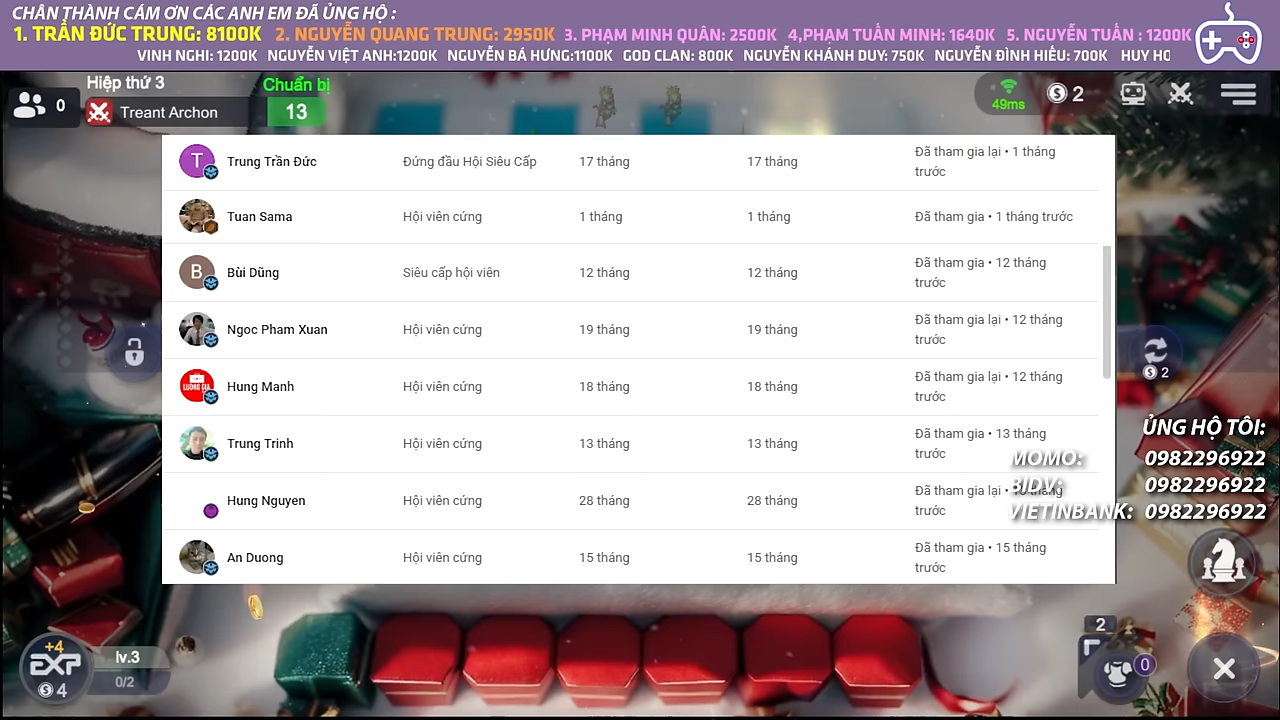 CHÂN THÀNH CÁM ƠN CÁC ANH EM ĐÃ ỦNG HỘ :
1. TRẦN ĐỨC TRUNG: 8100K 2. NGUYỄN QUANG TRUNG: 2950K 3. PHẠM MINH QUÂN: 2500K 4,PHẠM TUẤN MINH: 1640K 5. NGUYỄN TUẤN : 1200K
VINH NGHI: 1200K NGUYỄN VIỆT ANH:1200K NGUYỄN BÁ HƯNG:1100K GOD CLAN: 800K NGUYỄN KHÁNH DUY: 750K NGUYỄN ĐÌNH HIẾU: 700K HUY
Hiệp thứ 3
Chuẩn bị
0
Treant Archon
13
49ms
2
T Trung Trần Đức Đứng đầu Hội Siêu Cấp 17 tháng 17 tháng Đã tham gia lại • 1 tháng
trước
Tuan Sama Hội viên cứng 1 tháng 1 tháng Đã tham gia • 1 tháng trước
B Bùi Dũng Siêu cấp hội viên 12 tháng 12 tháng Đã tham gia • 12 tháng
trước
Ngoc Pham Xuan Hội viên cứng 19 tháng 19 tháng Đã tham gia lại • 12 tháng
trước
2
Hung Manh Hội viên cứng 18 tháng 18 tháng Đã tham gia lại • 12 tháng
trước
Trung Trinh Hội viên cứng 13 tháng 13 tháng Đã tham gia • 13 tháng
trước
Hung Nguyen Hội viên cứng 28 tháng 28 tháng Đã tham gia lại • tháng
trước
An Duong Hội viên cứng 15 tháng 15 tháng Đã tham gia • 15 tháng
trước
ỦNG HỘ TÔI:
MOMO: 0982296922
BIDV: 0982296922
VIETINBANK: 0982296922
+4
EXP
4
lv.3
0/2
2
0